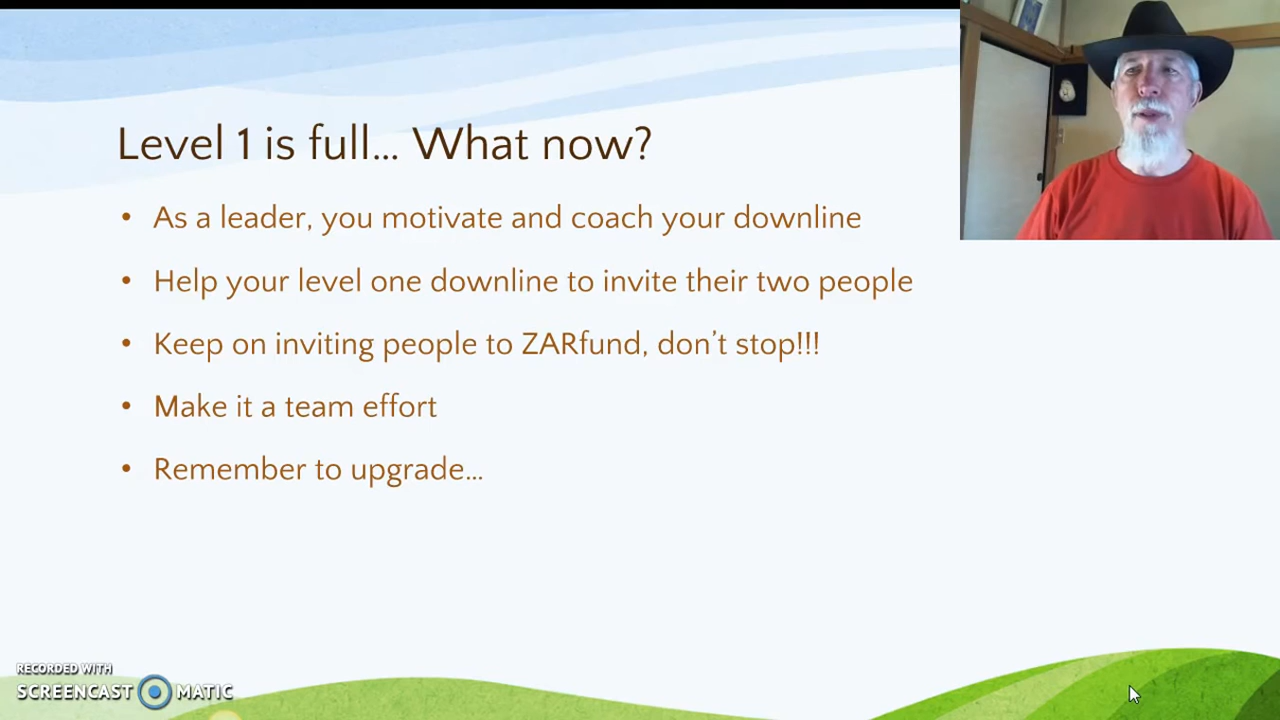 Level 1 is full... What now?
• As a leader, you motivate and coach your downline
• Help your level one downline to invite their two people
• Keep on inviting people to ZARfund, don’t stop!!!
• Make it a team effort
• Remember to upgrade...
RECORDED WITH
SCREENCAST MATIC